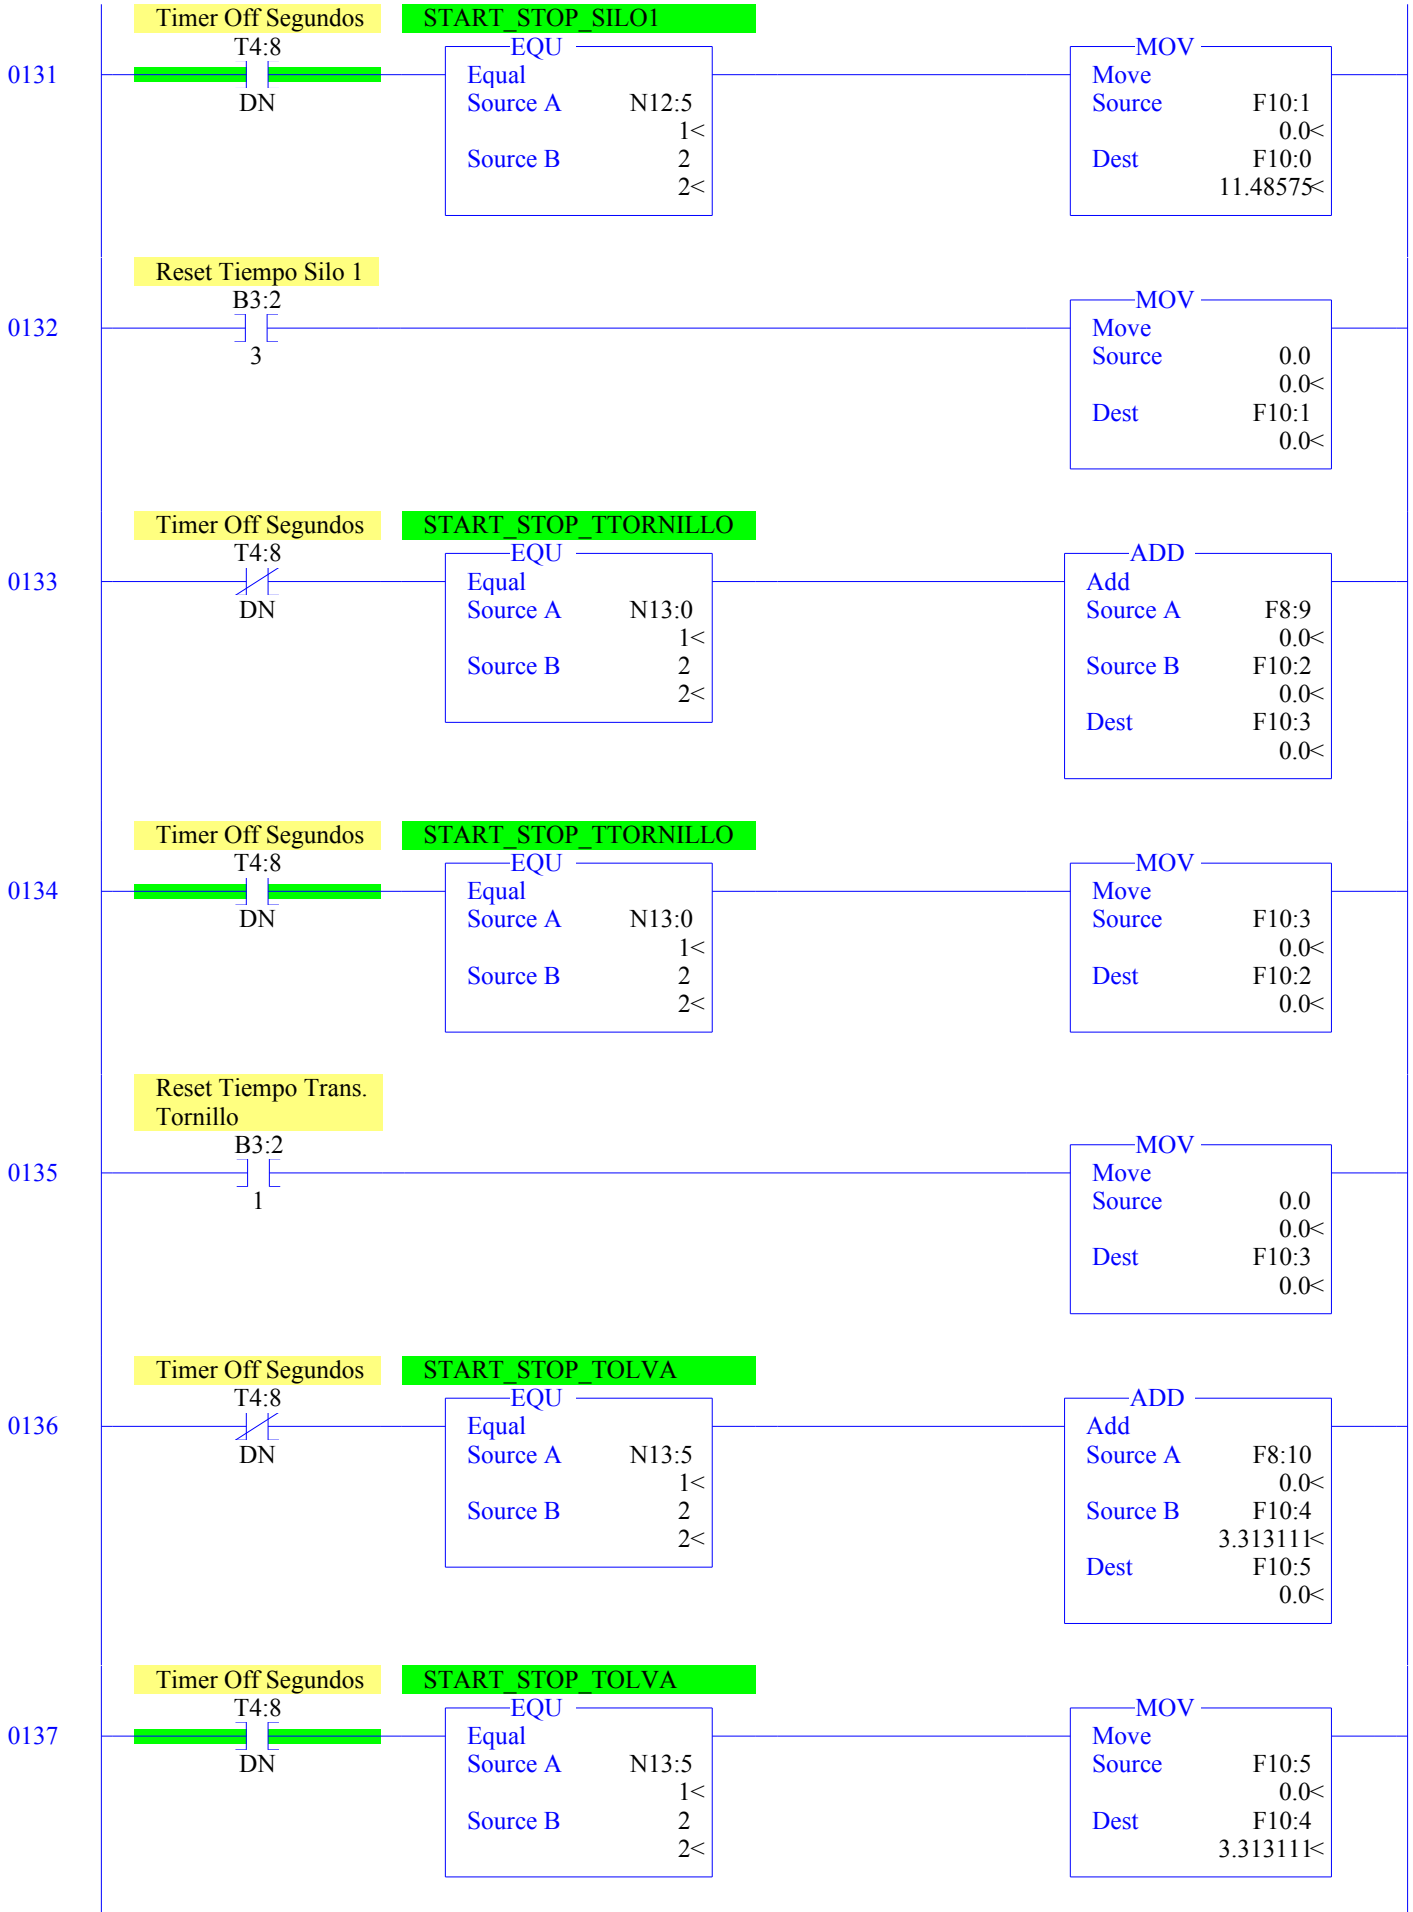 Timer Off Segundos START_STOP_SILO1
T4:8 EQU MOV
0131 Equal Move
DN Source A N12:5 Source F10:1
1< 0.0<
Source B 2 Dest F10:0
2< 11.48575<
Reset Tiempo Silo 1
B3:2 MOV
0132 Move
3 Source 0.0
0.0<
Dest F10:1
0.0<
Timer Off Segundos START_STOP_TTORNILLO
T4:8 EQU ADD
0133 Equal Add
DN Source A N13:0 Source A F8:9
1< 0.0<
Source B 2 Source B F10:2
2< 0.0<
Dest F10:3
0.0<
Timer Off Segundos START_STOP_TTORNILLO
T4:8 EQU MOV
0134 Equal Move
DN Source A N13:0 Source F10:3
1< 0.0<
Source B 2 Dest F10:2
2< 0.0<
Reset Tiempo Trans.
Tornillo
B3:2 MOV
0135 Move
1 Source 0.0
0.0<
Dest F10:3
0.0<
Timer Off Segundos START_STOP_TOLVA
T4:8 EQU ADD
0136 Equal Add
DN Source A N13:5 Source A F8:10
1< 0.0<
Source B 2 Source B F10:4
2< 3.313111<
Dest F10:5
0.0<
Timer Off Segundos START_STOP_TOLVA
T4:8 EQU MOV
0137 Equal Move
DN Source A N13:5 Source F10:5
1< 0.0<
Source B 2 Dest F10:4
2< 3.313111<